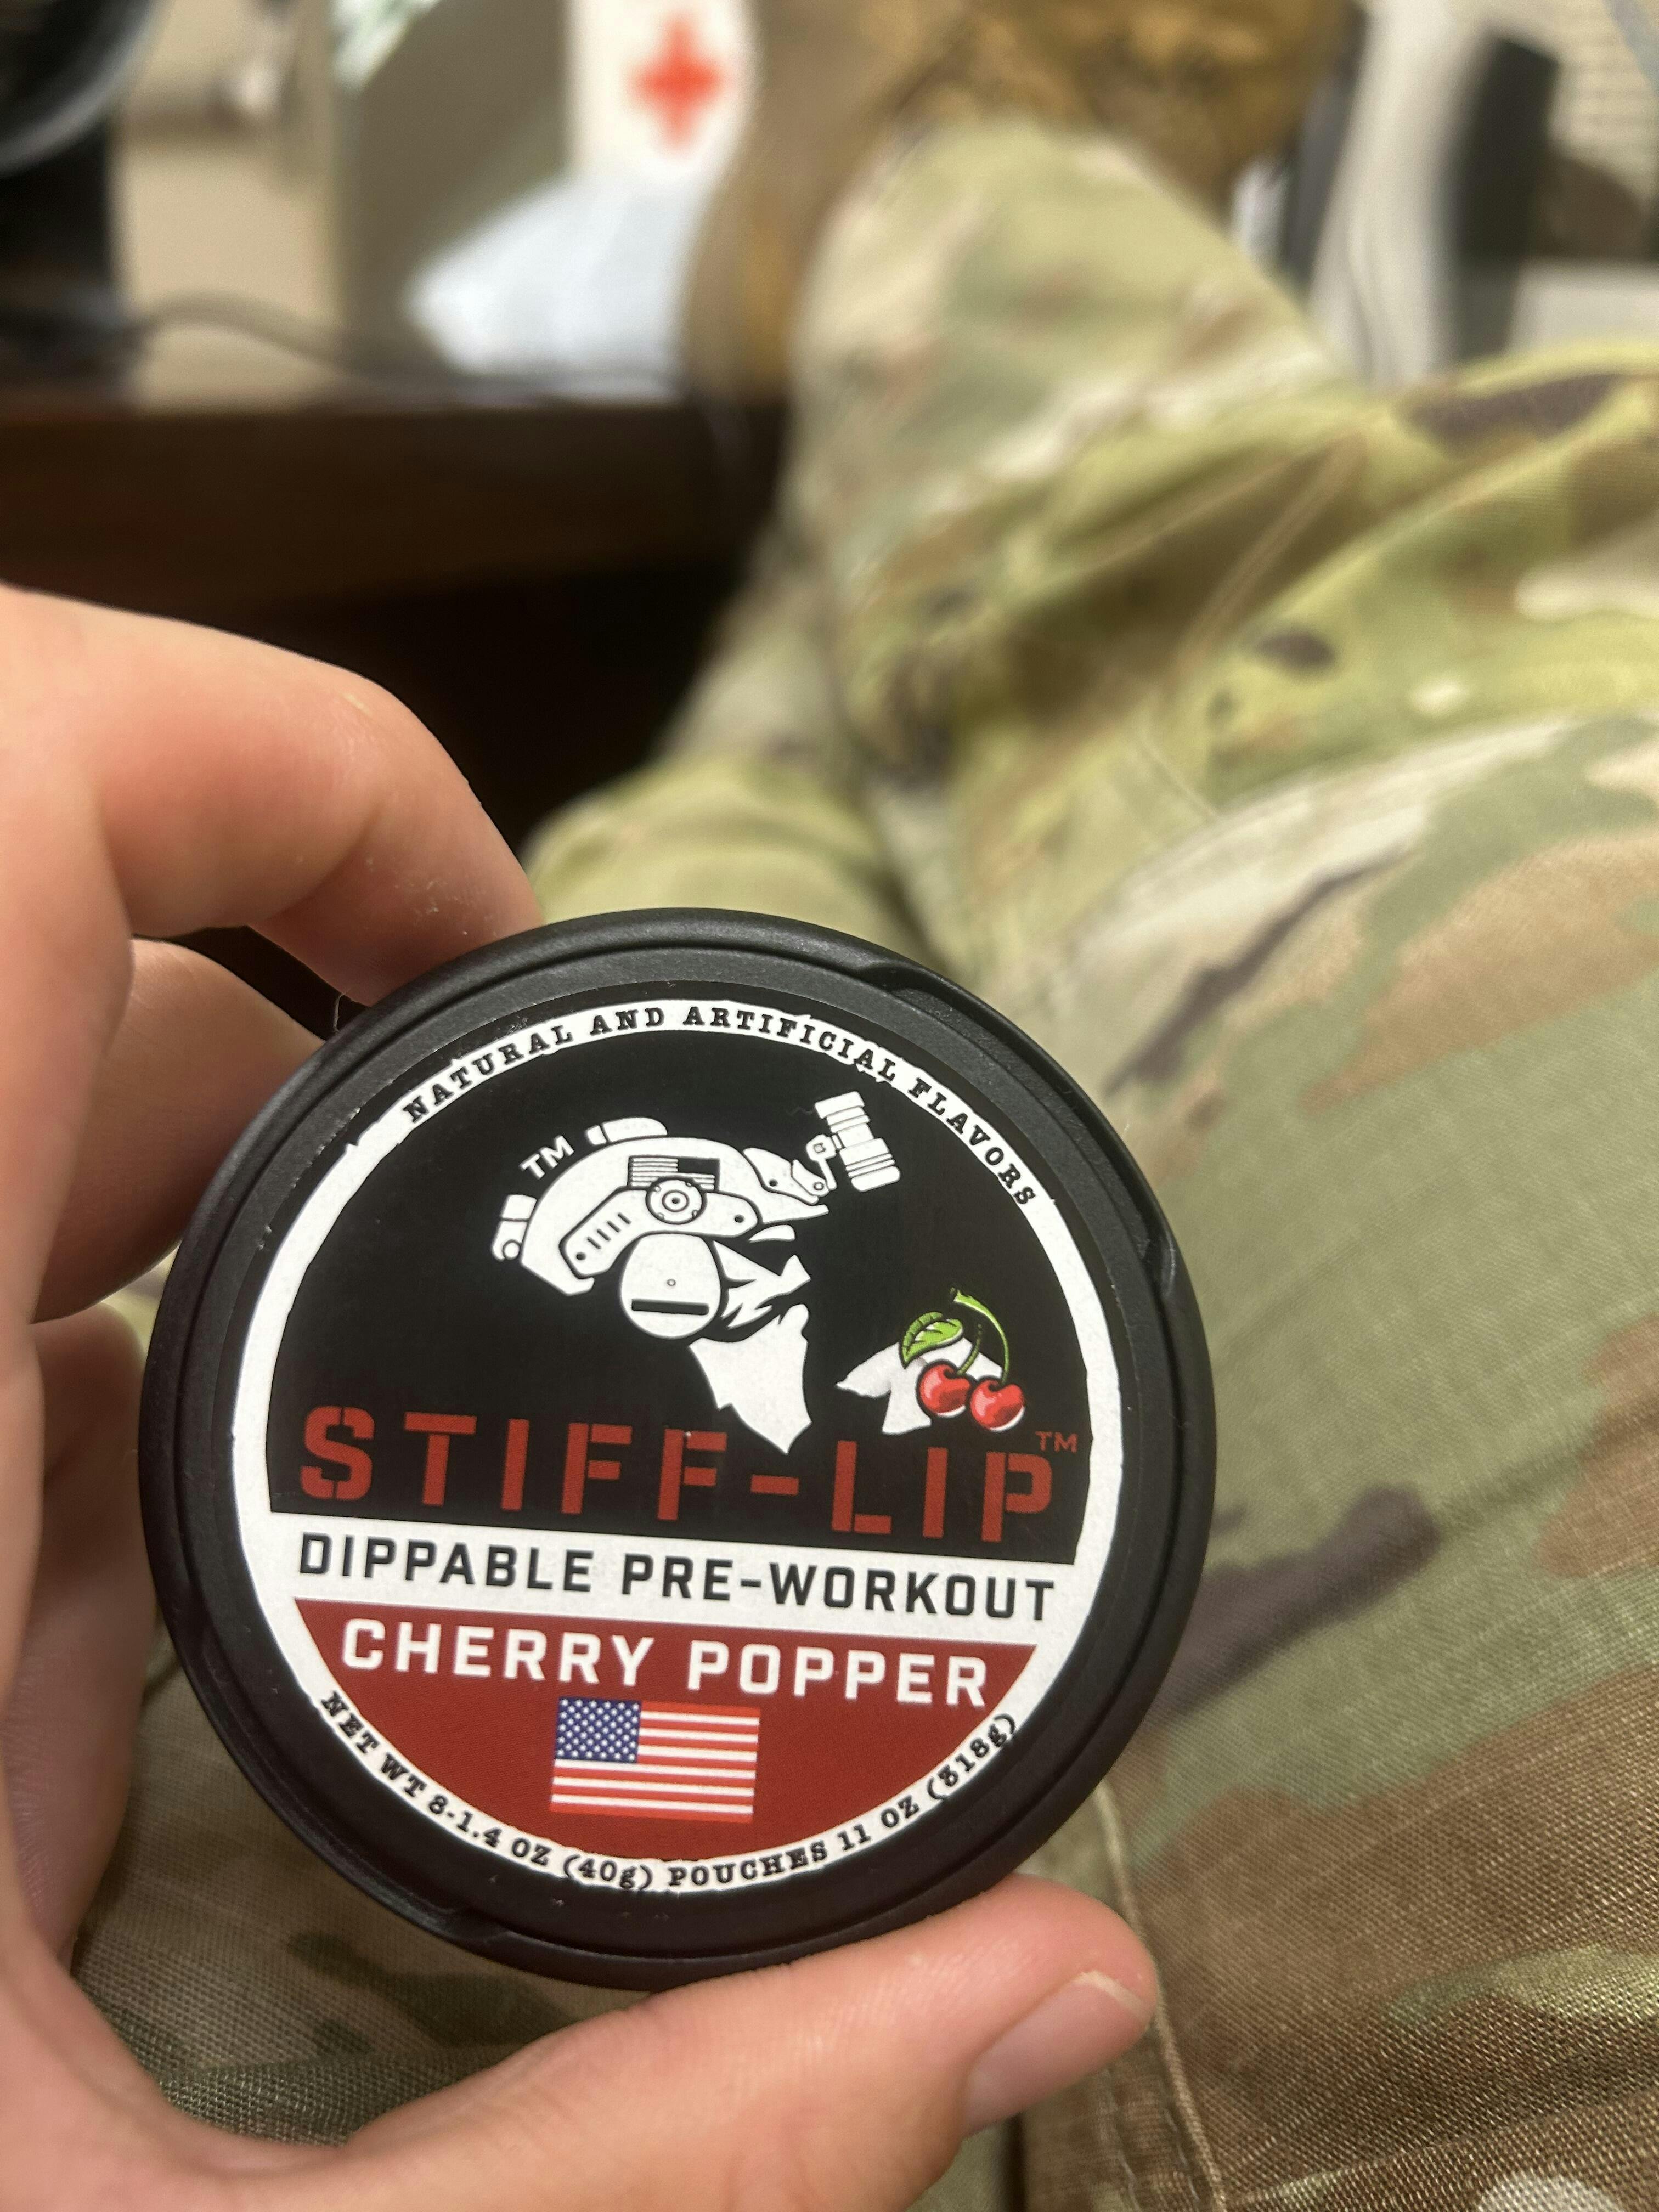 NATURAL AND ARTIFICIAL FLAVORS
TM
STIFF-LIP™
DIPPABLE PRE-WORKOUT
CHERRY POPPER
NET WT 8-1.4 OZ (40g) POUCHES 11 OZ (318g)